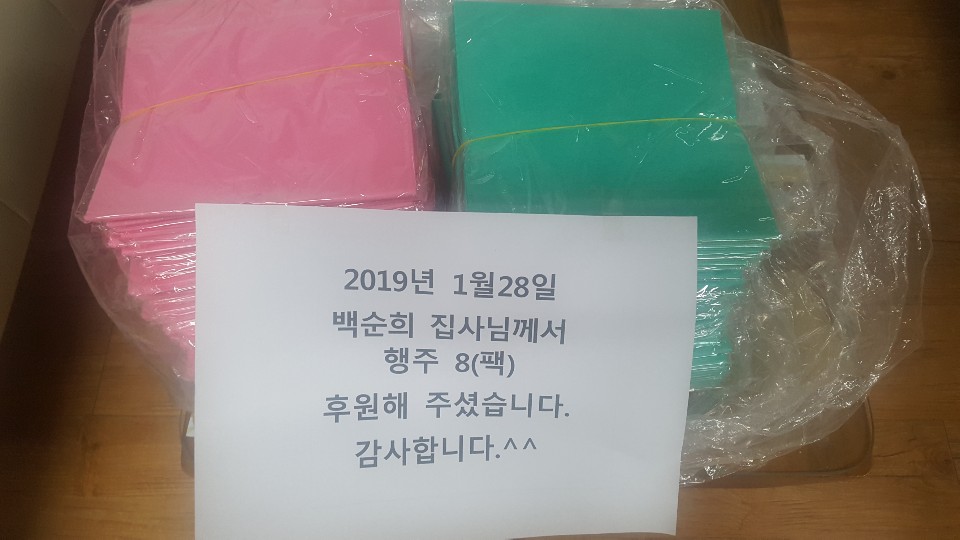 2019년 1월28일
백순희 집사님께서
행주 8(팩)
후원해 주셨습니다.
감사합니다.^^